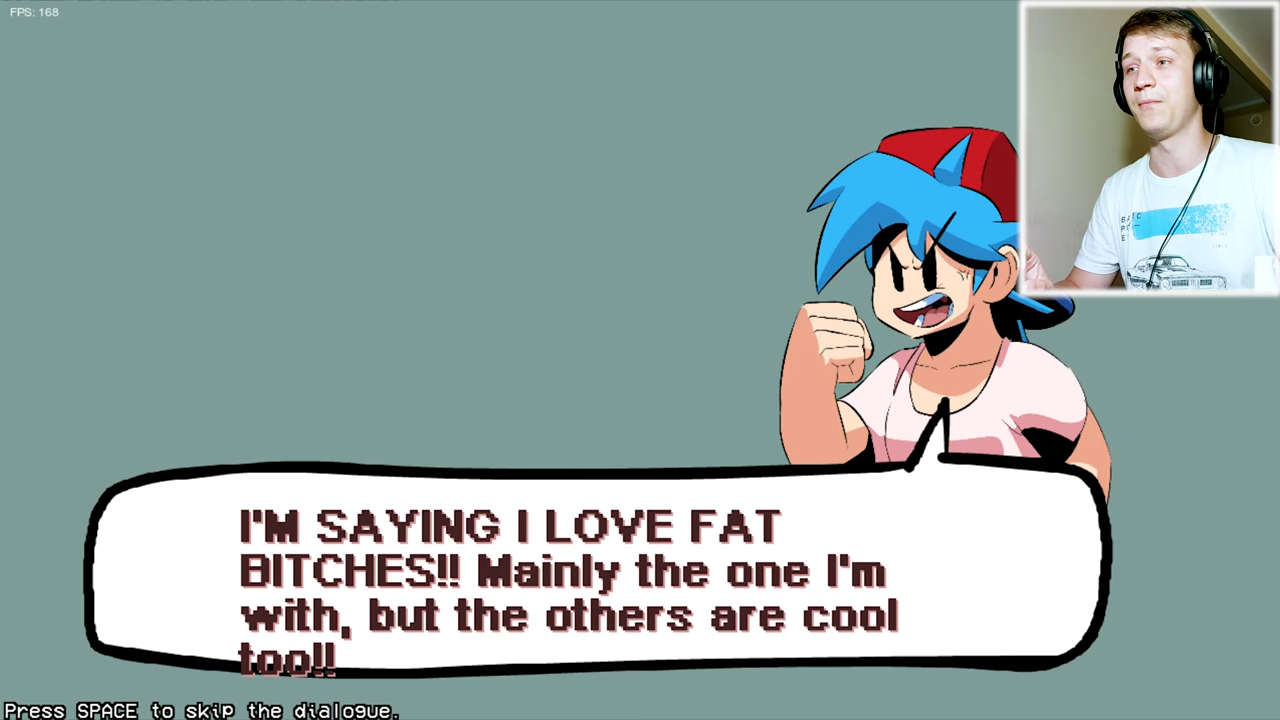 FPS: 168
I'M SAYING I LOVE FAT
BITCHES!! Mainly the one I'm
with, but the others are cool
too!!
Press SPACE to skip the dialogue.